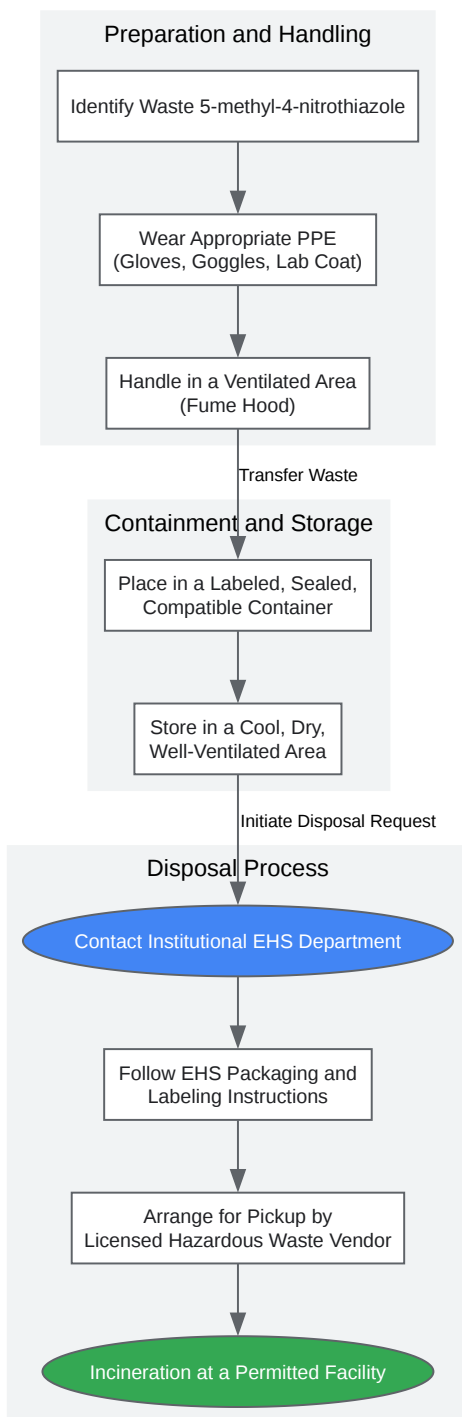 Preparation and Handling
Identify Waste 5-methyl-4-nitrothiazole
Wear Appropriate PPE
(Gloves, Goggles, Lab Coat)
Handle in a Ventilated Area
(Fume Hood)
Transfer Waste
Containment and Storage
Place in a Labeled, Sealed,
Compatible Container
Store in a Cool, Dry,
Well-Ventilated Area
Initiate Disposal Request
Disposal Process
Contact Institutional EHS Department
Follow EHS Packaging and
Labeling Instructions
Arrange for Pickup by
Licensed Hazardous Waste Vendor
Incineration at a Permitted Facility